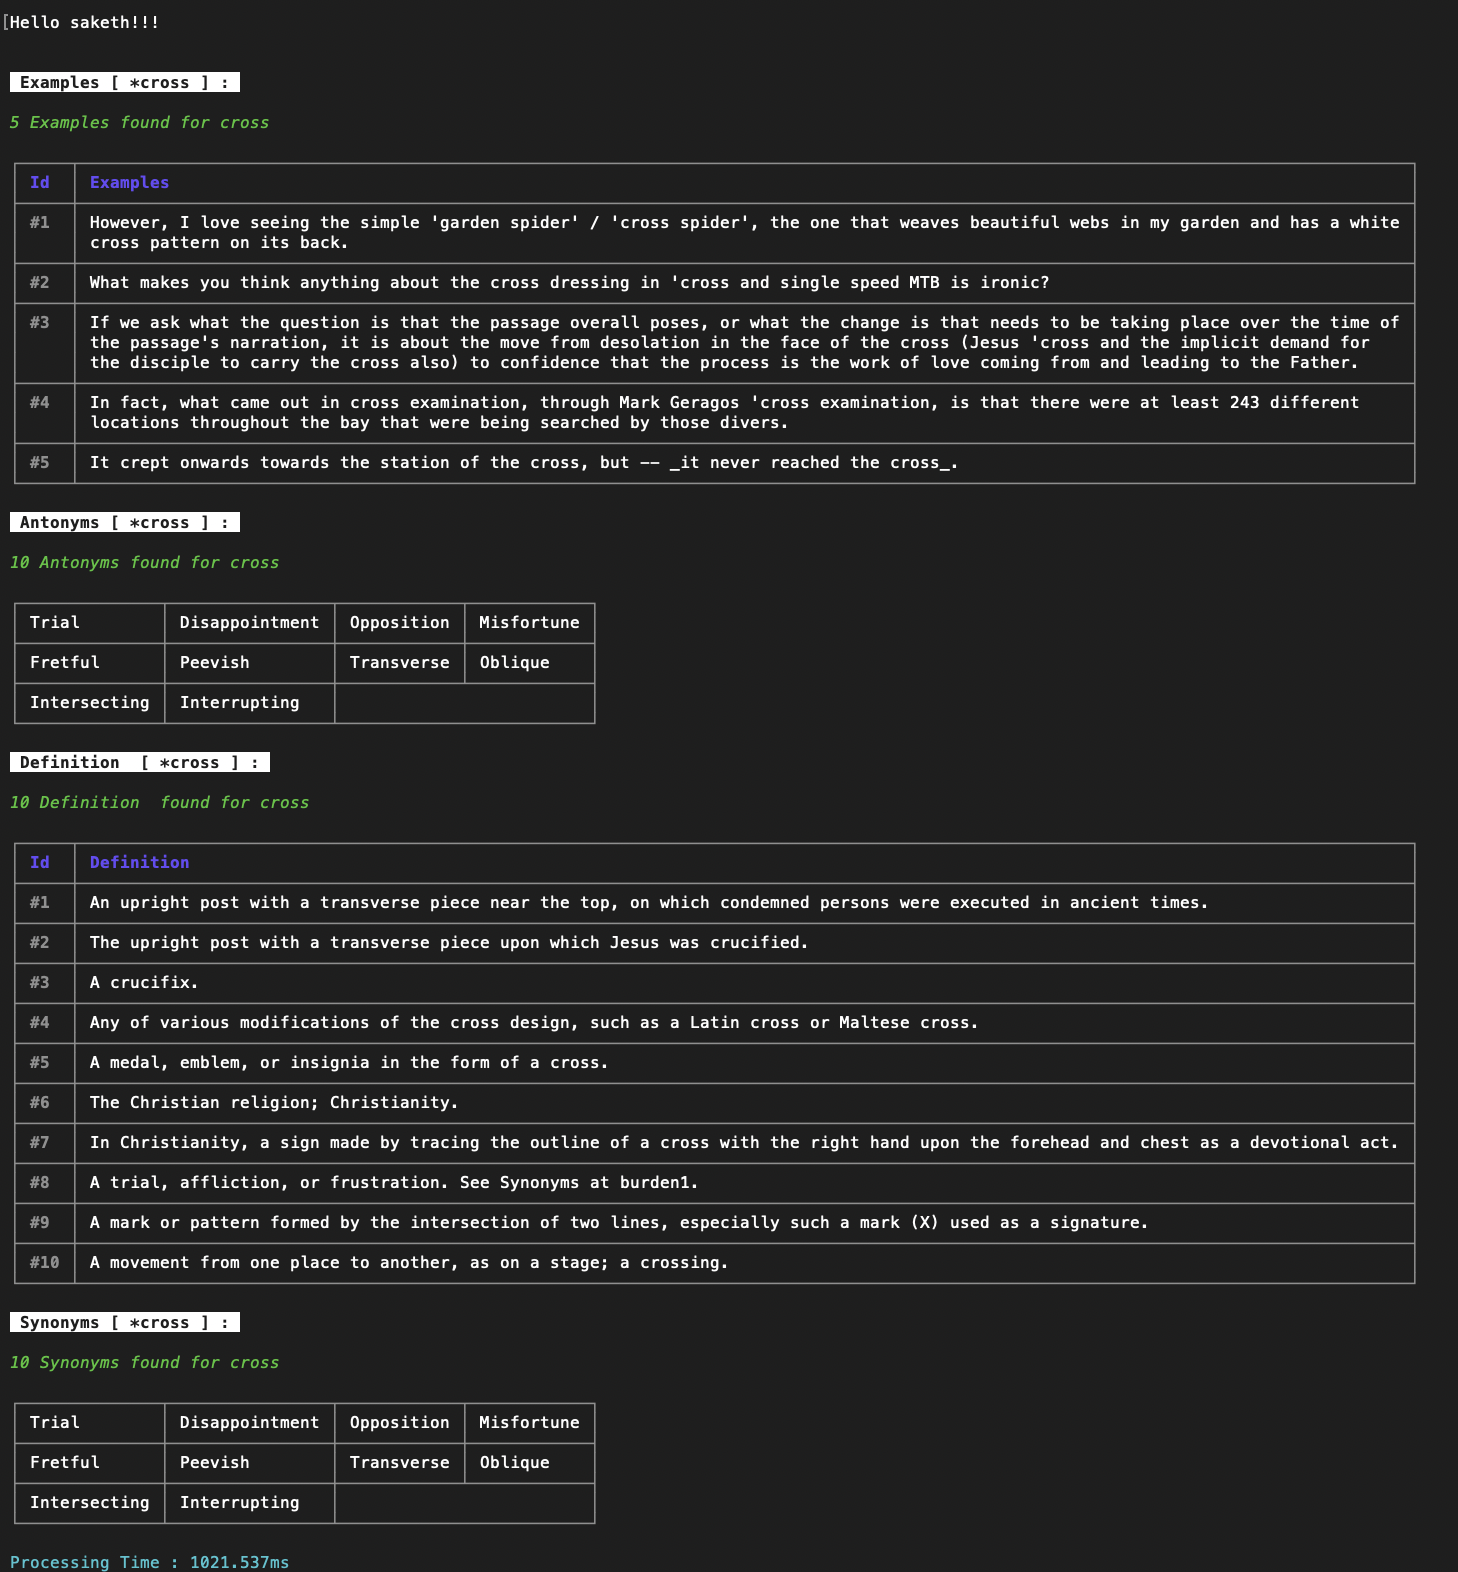 [Hello saketh!!!
Examples [ *cross ] :
5 Examples found for cross
Id Examples
#1 However, I love seeing the simple 'garden spider' / 'cross spider', the one that weaves beautiful webs in my garden and has a white
cross pattern on its back.
#2 What makes you think anything about the cross dressing in 'cross and single speed MTB is ironic?
#3 If we ask what the question is that the passage overall poses, or what the change is that needs to be taking place over the time of
the passage's narration, it is about the move from desolation in the face of the cross (Jesus 'cross and the implicit demand for
the disciple to carry the cross also) to confidence that the process is the work of love coming from and leading to the Father.
#4 In fact, what came out in cross examination, through Mark Geragos 'cross examination, is that there were at least 243 different
locations throughout the bay that were being searched by those divers.
#5 It crept onwards towards the station of the cross, but -- _it never reached the cross_.
Antonyms [ *cross ] :
10 Antonyms found for cross
Trial Disappointment Opposition Misfortune
Fretful Peevish Transverse Oblique
Intersecting Interrupting
Definition  [ *cross ] :
10 Definition  found for cross
Id Definition
#1 An upright post with a transverse piece near the top, on which condemned persons were executed in ancient times.
#2 The upright post with a transverse piece upon which Jesus was crucified.
#3 A crucifix.
#4 Any of various modifications of the cross design, such as a Latin cross or Maltese cross.
#5 A medal, emblem, or insignia in the form of a cross.
#6 The Christian religion; Christianity.
#7 In Christianity, a sign made by tracing the outline of a cross with the right hand upon the forehead and chest as a devotional act.
#8 A trial, affliction, or frustration. See Synonyms at burden1.
#9 A mark or pattern formed by the intersection of two lines, especially such a mark (X) used as a signature.
#10 A movement from one place to another, as on a stage; a crossing.
Synonyms [ *cross ] :
10 Synonyms found for cross
Trial Disappointment Opposition Misfortune
Fretful Peevish Transverse Oblique
Intersecting Interrupting
Processing Time : 1021.537ms